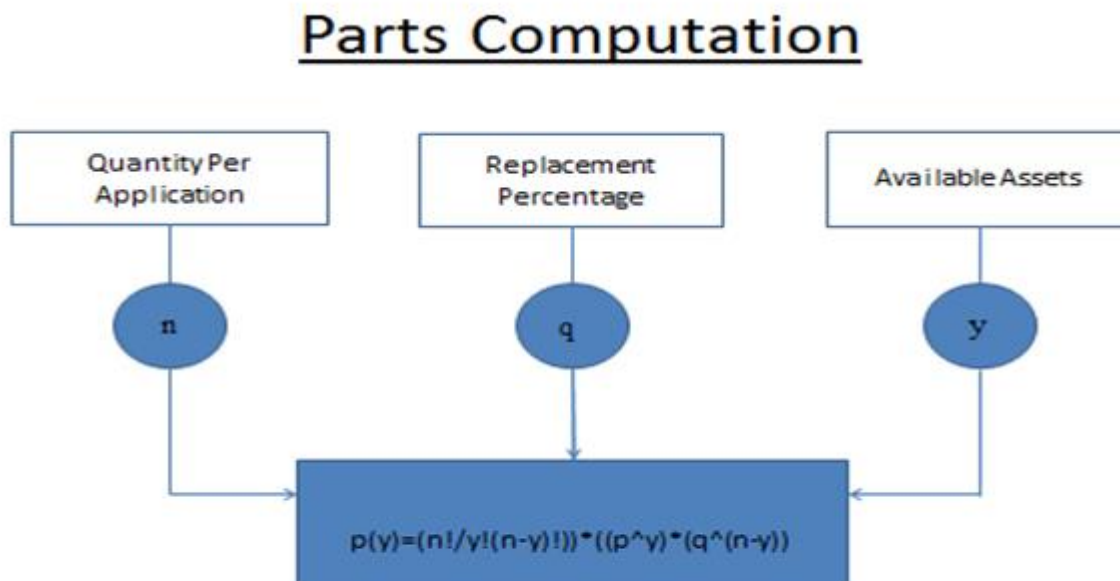 Parts Computation
Quantity Per
Application
Replacement
Percentage
Available Assets
n
q
y
p(y)=(n!/y!(n-y)!))*((p^y)*(q^(n-y))